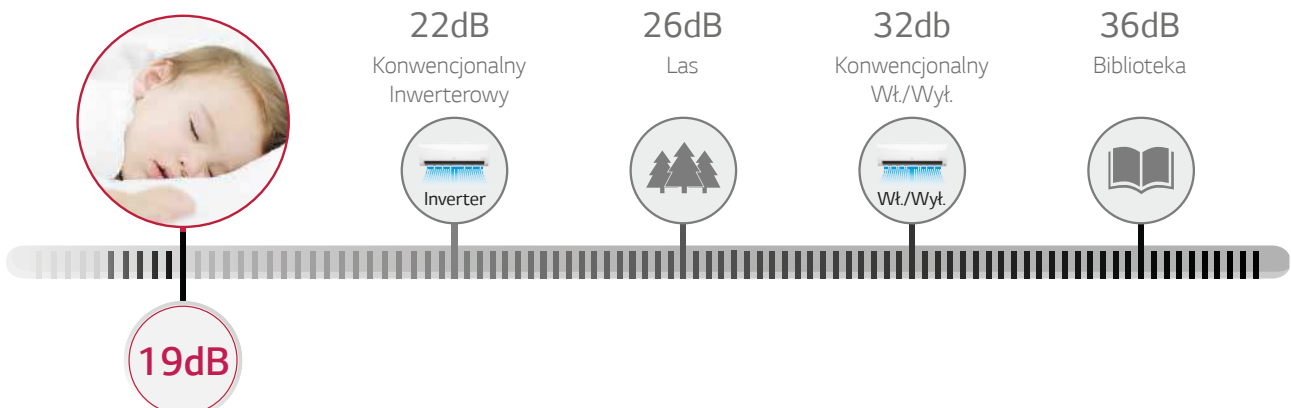 22dB
Konwencjonalny
Inwerterowy
Inverter
26dB
Las
32db
Konwencjonalny
Wł./Wył.
Wł./Wył.
36dB
Biblioteka
19dB